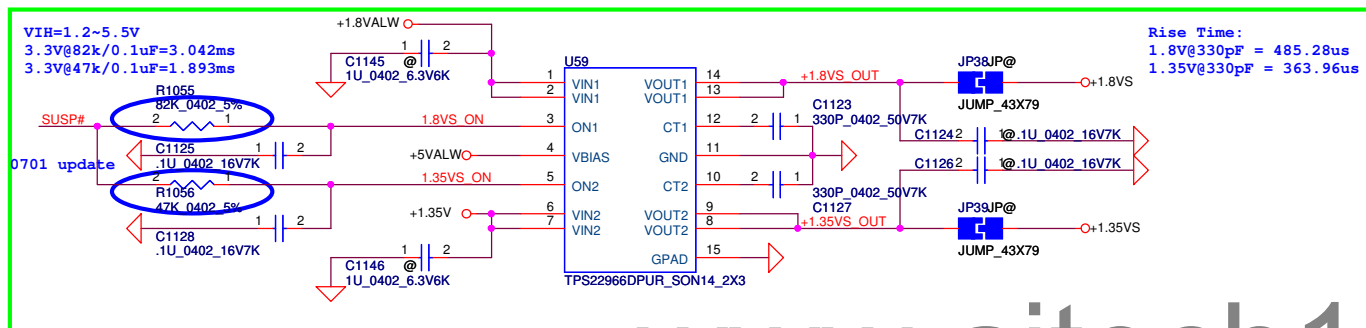 VIH=1.2~5.5V
3.3V@82k/0.1uF=3.042ms
3.3V@47k/0.1uF=1.893ms
Rise Time:
1.8V@330pF = 485.28us
1.35V@330pF = 363.96us
+1.8VALW
1 2
C1145 @
1U_0402_6.3V6K
U59
1 VIN1 VOUT1 14
2 VIN1 VOUT1 13
+1.8VS_OUT
JP38 JP@
+1.8VS
JUMP_43X79
R1055
82K_0402_5%
SUSP#
2 1
1.8VS_ON
3 ON1 CT1 12
C1123
330P_0402_50V7K
2 1
C1125
.1U_0402_16V7K
1 2
C1124 2 1 @ .1U_0402_16V7K
+5VALW
4 VBIAS GND 11
0701 update
C1126 2 1 @ .1U_0402_16V7K
2 1
R1056
47K_0402_5%
1.35VS_ON
5 ON2 CT2 10
2 1
330P_0402_50V7K
C1127
+1.35V
6 VIN2 VOUT2 9
7 VIN2 VOUT2 8
+1.35VS_OUT
JP39 JP@
+1.35VS
JUMP_43X79
1 2
C1128
.1U_0402_16V7K
GPAD 15
1 2
C1146 @
1U_0402_6.3V6K
TPS22966DPUR_SON14_2X3